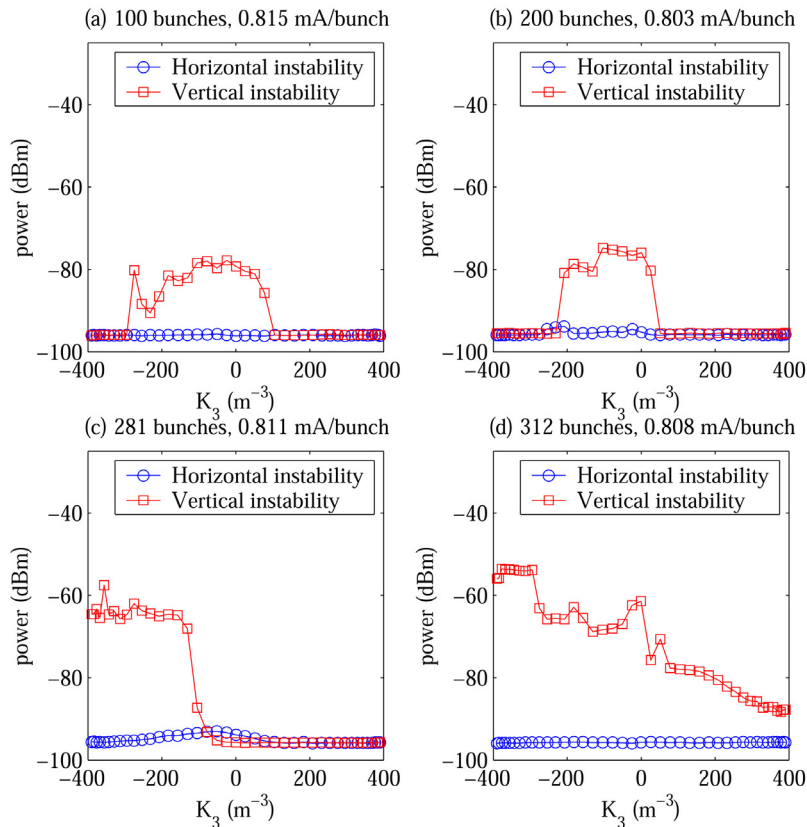 (a) 100 bunches, 0.815 mA/bunch
Horizontal instability
Vertical instability
power (dBm)
−40
−60
−80
−100
−400 −200 0 200 400
K₃ (m⁻³)
(b) 200 bunches, 0.803 mA/bunch
Horizontal instability
Vertical instability
power (dBm)
−40
−60
−80
−100
−400 −200 0 200 400
K₃ (m⁻³)
(c) 281 bunches, 0.811 mA/bunch
Horizontal instability
Vertical instability
power (dBm)
−40
−60
−80
−100
−400 −200 0 200 400
K₃ (m⁻³)
(d) 312 bunches, 0.808 mA/bunch
Horizontal instability
Vertical instability
power (dBm)
−40
−60
−80
−100
−400 −200 0 200 400
K₃ (m⁻³)